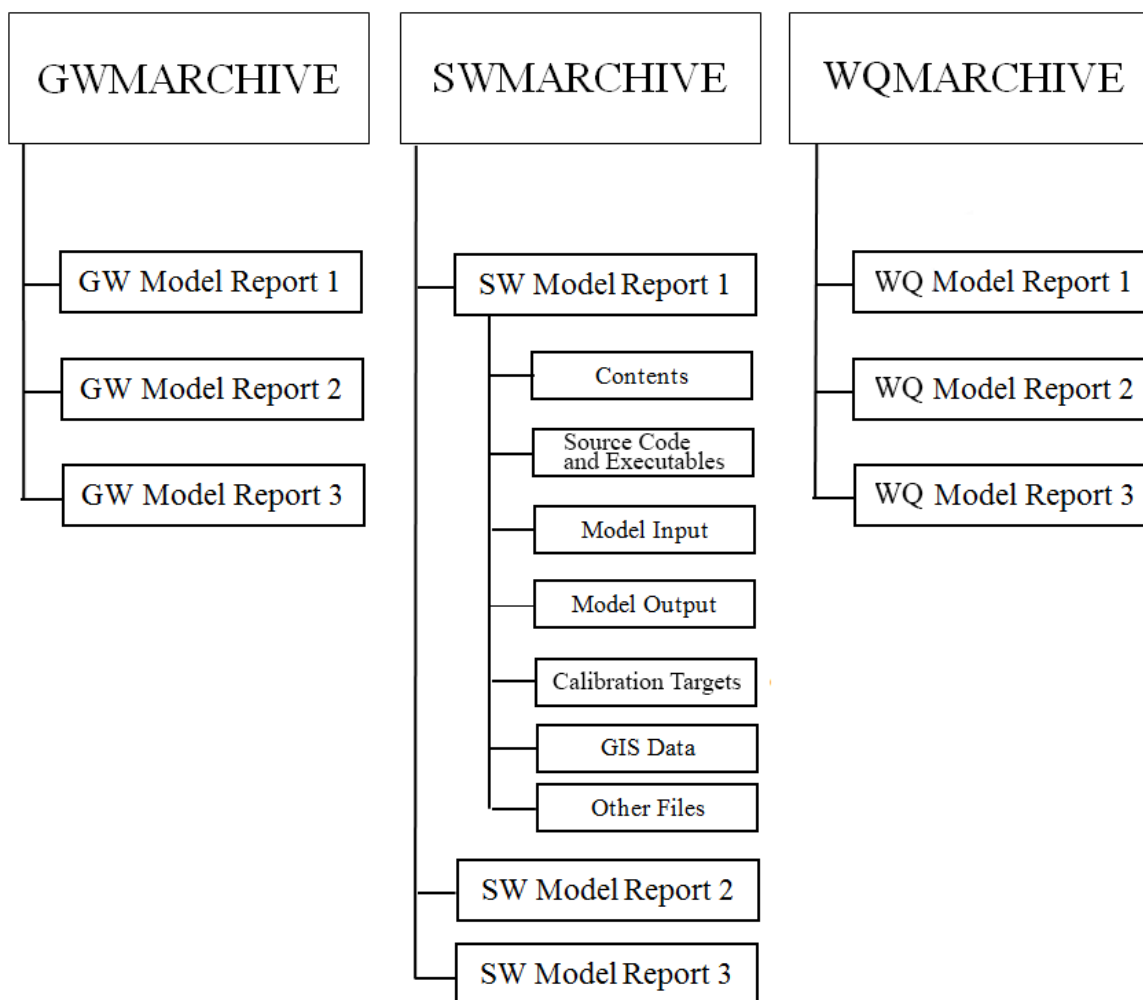 GWMARCHIVE
GW Model Report 1
GW Model Report 2
GW Model Report 3
SWMARCHIVE
SW Model Report 1
Contents
Source Code
and Executables
Model Input
Model Output
Calibration Targets
GIS Data
Other Files
SW Model Report 2
SW Model Report 3
WQMARCHIVE
WQ Model Report 1
WQ Model Report 2
WQ Model Report 3